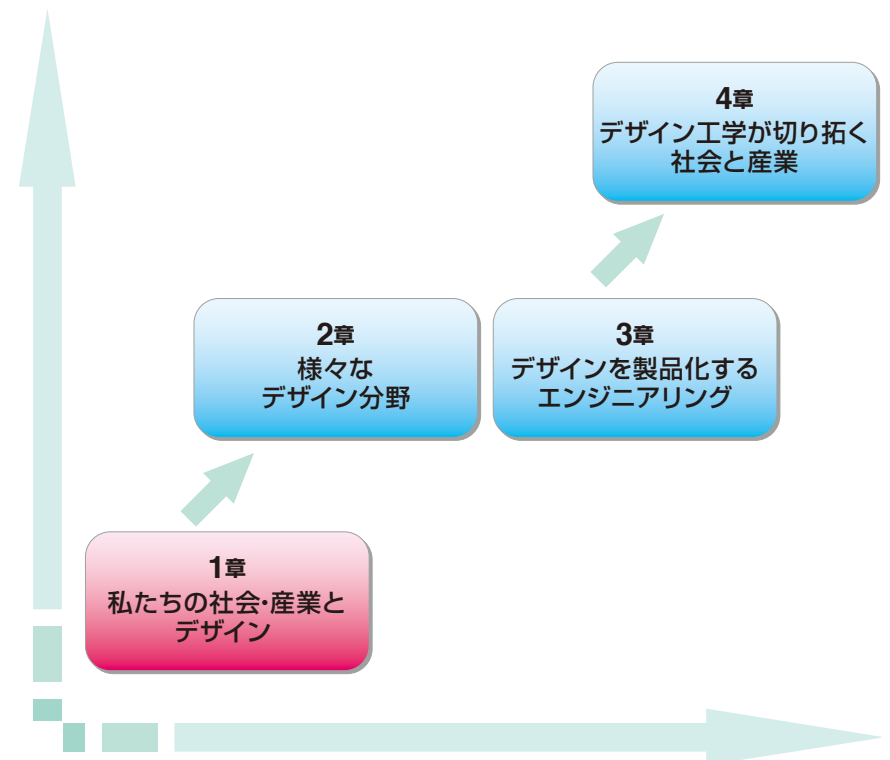 4章
デザイン工学が切り拓く
社会と産業
2章
様々な
デザイン分野
3章
デザインを製品化する
エンジニアリング
1章
私たちの社会・産業と
デザイン